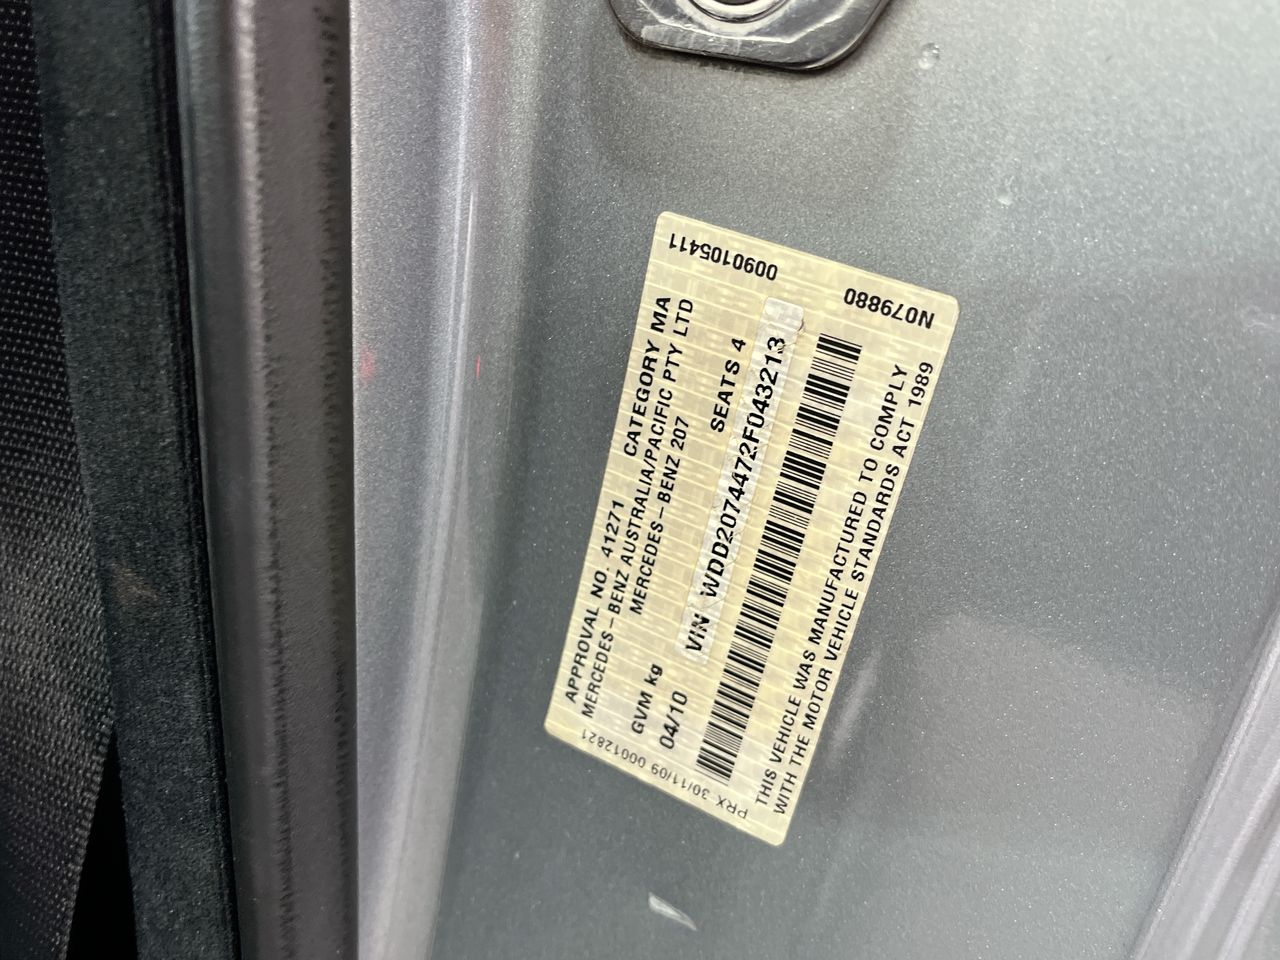 APPROVAL NO. 41271 CATEGORY MA
MERCEDES-BENZ AUSTRALIA/PACIFIC PTY LTD
MERCEDES-BENZ 207
GVM kg SEATS 4
04/10
VIN WDD2074472F043213
THIS VEHICLE WAS MANUFACTURED TO COMPLY
WITH THE MOTOR VEHICLE STANDARDS ACT 1989
0090105411
N079880
PRX 30/11/09 00012821